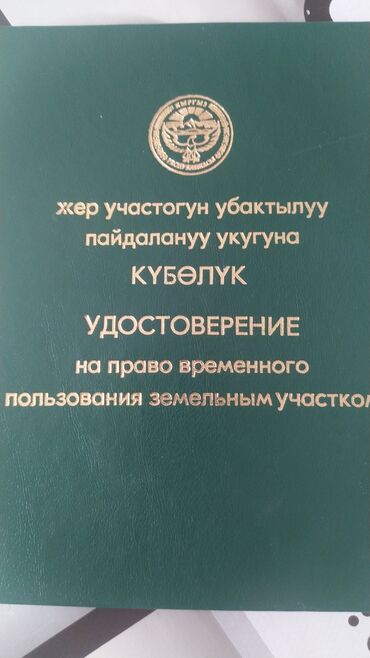 жер участогун убактылуу
пайдалануу укугуна
КҮБӨЛҮК
УДОСТОВЕРЕНИЕ
на право временного
пользования земельным участком